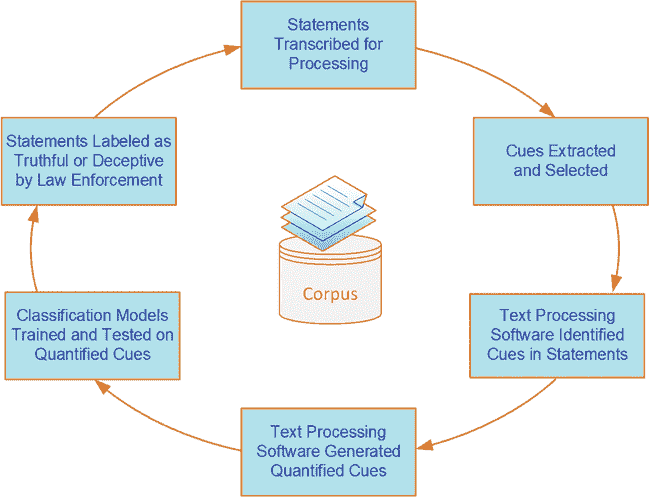 Statements
Transcribed for
Processing
Statements Labeled as
Truthful or Deceptive
by Law Enforcement
Cues Extracted
and Selected
Corpus
Classification Models
Trained and Tested on
Quantified Cues
Text Processing
Software Identified
Cues in Statements
Text Processing
Software Generated
Quantified Cues